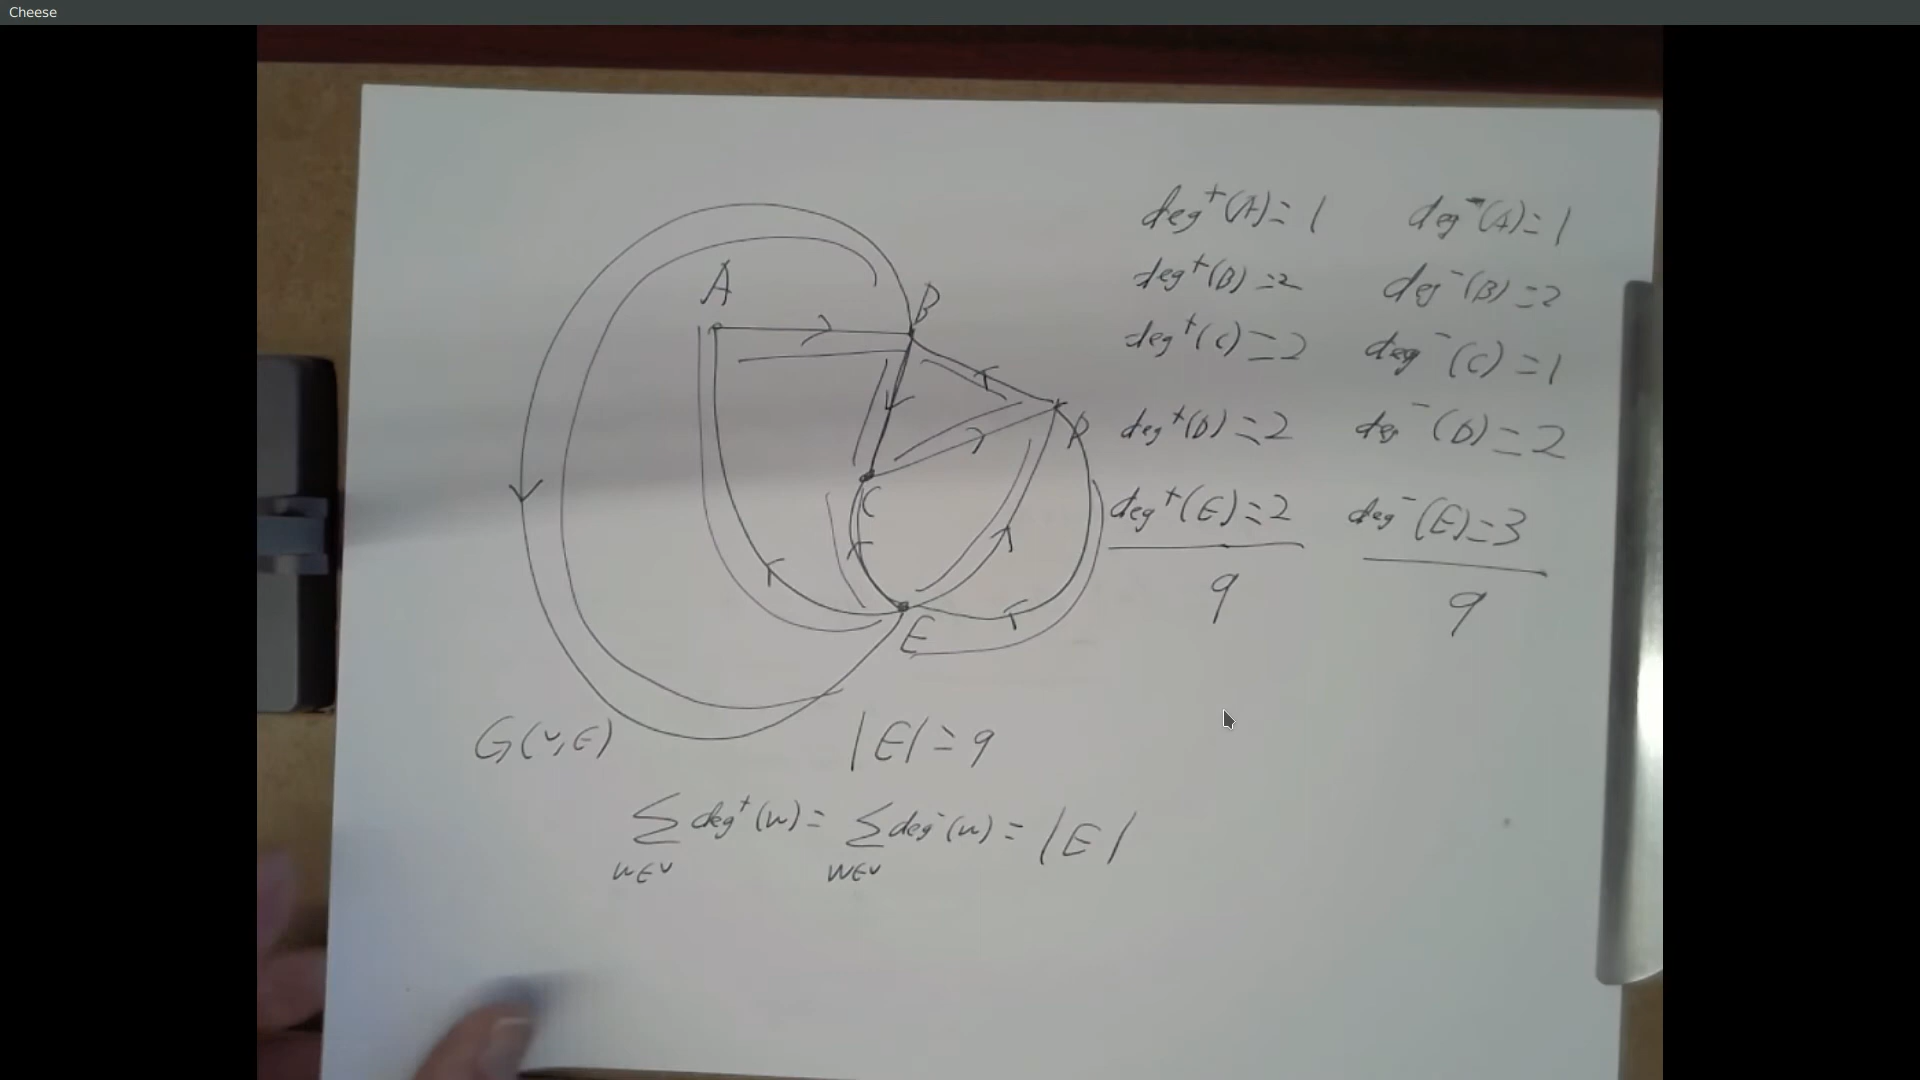 Cheese
A
B
D
C
E
deg⁺(A)=1 deg⁻(A)=1
deg⁺(B)=2 deg⁻(B)=2
deg⁺(C)=2 deg⁻(C)=1
deg⁺(D)=2 deg⁻(D)=2
deg⁺(E)=2 deg⁻(E)=3
9 9
G(V,E) |E|=9
∑ deg⁺(u) = ∑ deg⁻(u) = |E|
u∈V u∈V